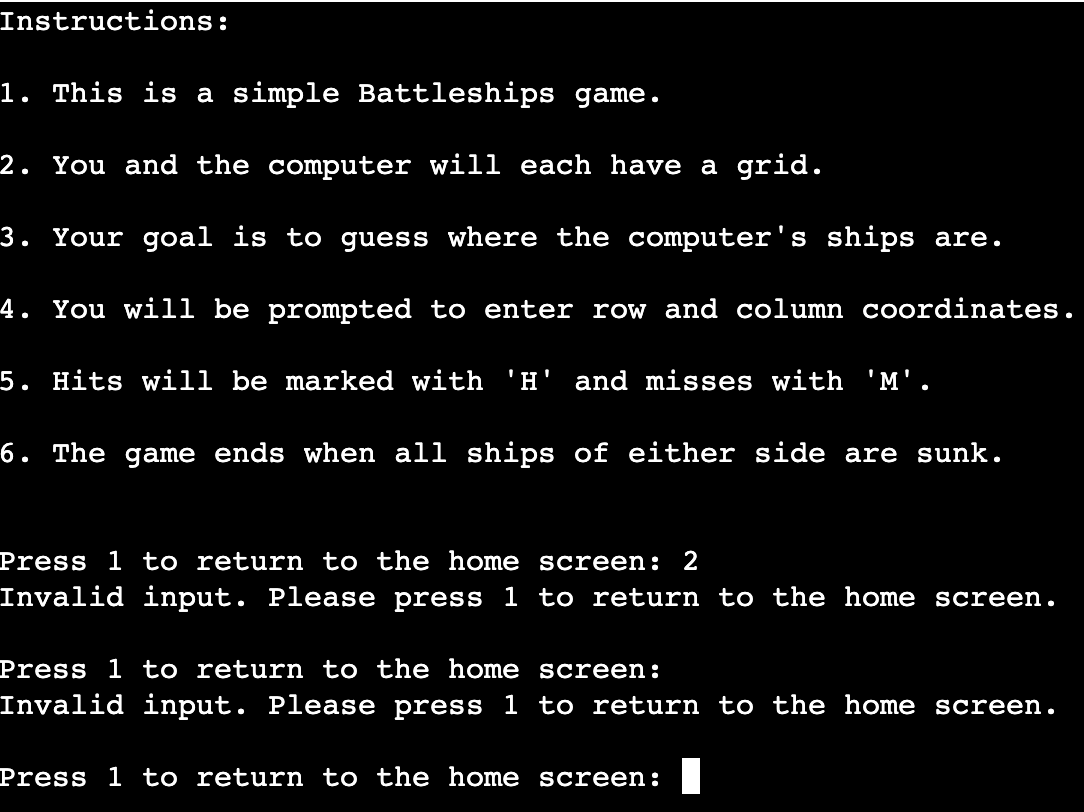 Instructions:
1. This is a simple Battleships game.
2. You and the computer will each have a grid.
3. Your goal is to guess where the computer's ships are.
4. You will be prompted to enter row and column coordinates.
5. Hits will be marked with 'H' and misses with 'M'.
6. The game ends when all ships of either side are sunk.
Press 1 to return to the home screen: 2
Invalid input. Please press 1 to return to the home screen.
Press 1 to return to the home screen:
Invalid input. Please press 1 to return to the home screen.
Press 1 to return to the home screen: